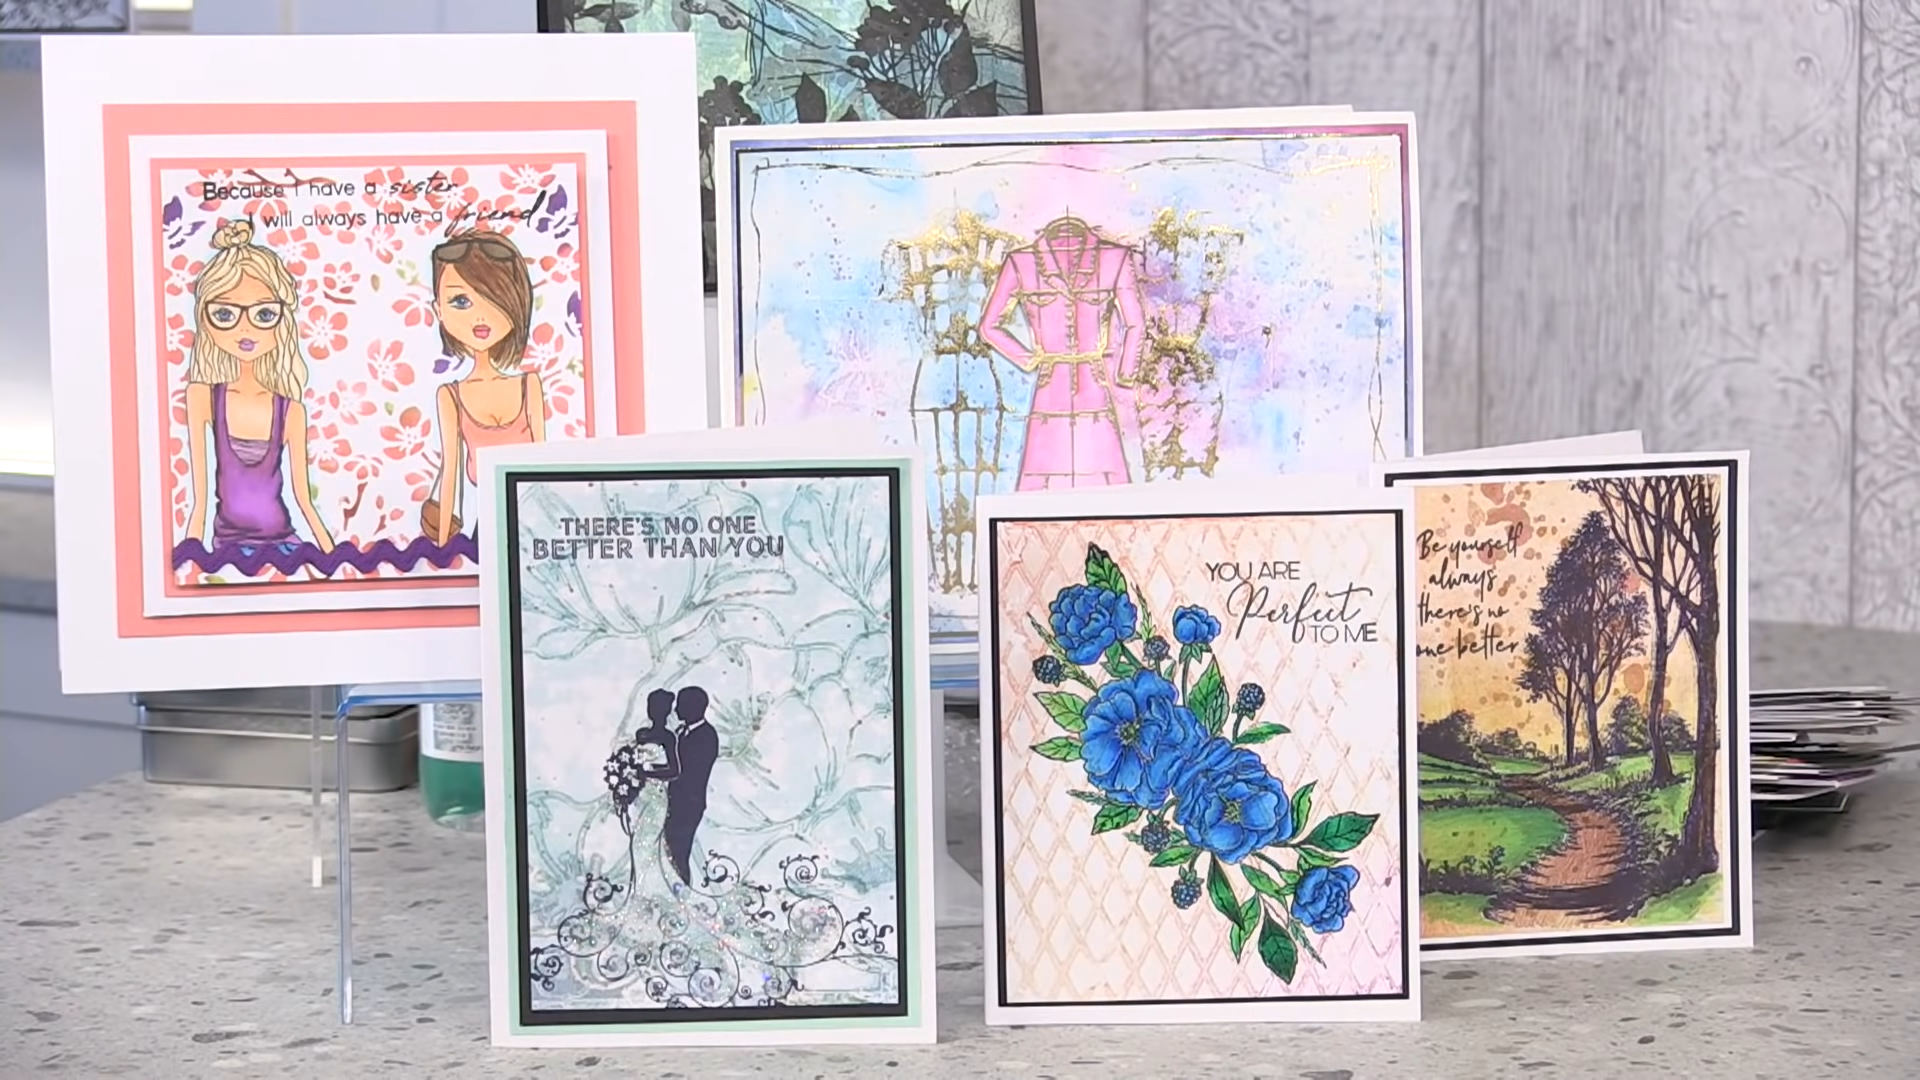 Because I have a sister
I will always have a friend
THERE'S NO ONE
BETTER THAN YOU
YOU ARE
Perfect
TO ME
Be yourself
always
there's no
one better